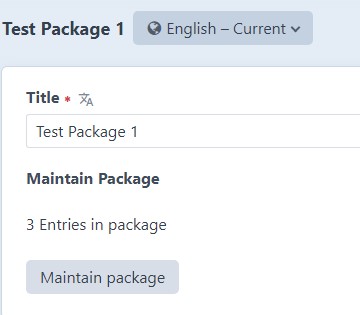 Test Package 1 English – Current
Title *
Test Package 1
Maintain Package
3 Entries in package
Maintain package